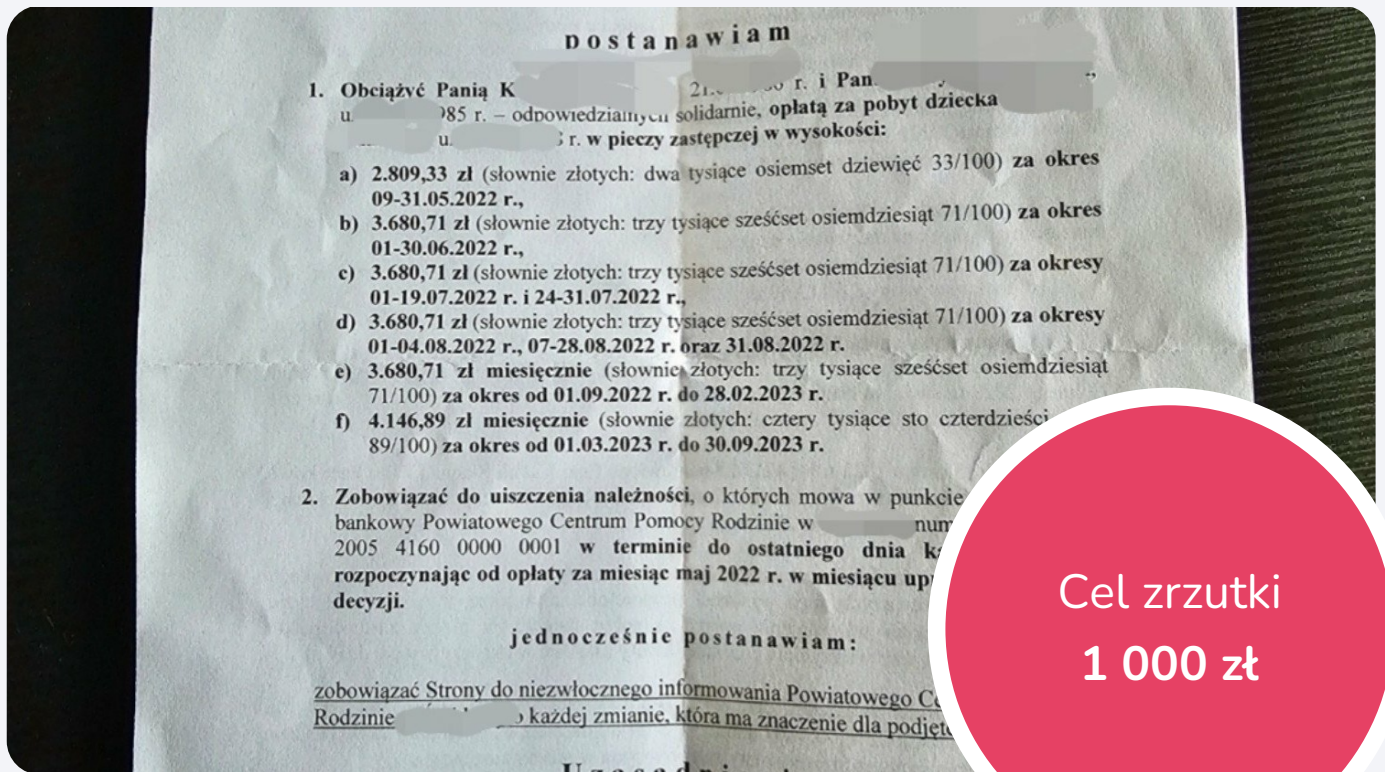 postanawiam
1. Obciążyć Panią K r. i Pan
u. 985 r. – odpowiedzialnych solidarnie, opłatą za pobyt dziecka
u. r. w pieczy zastępczej w wysokości:
a) 2.809,33 zł (słownie złotych: dwa tysiące osiemset dziewięć 33/100) za okres
09-31.05.2022 r.,
b) 3.680,71 zł (słownie złotych: trzy tysiące sześćset osiemdziesiąt 71/100) za okres
01-30.06.2022 r.,
c) 3.680,71 zł (słownie złotych: trzy tysiące sześćset osiemdziesiąt 71/100) za okresy
01-19.07.2022 r. i 24-31.07.2022 r.,
d) 3.680,71 zł (słownie złotych: trzy tysiące sześćset osiemdziesiąt 71/100) za okresy
01-04.08.2022 r., 07-28.08.2022 r. oraz 31.08.2022 r.
e) 3.680,71 zł miesięcznie (słownie złotych: trzy tysiące sześćset osiemdziesiąt
71/100) za okres od 01.09.2022 r. do 28.02.2023 r.
f) 4.146,89 zł miesięcznie (słownie złotych: cztery tysiące sto czterdzieści
89/100) za okres od 01.03.2023 r. do 30.09.2023 r.
2. Zobowiązać do uiszczenia należności, o których mowa w punkcie
bankowy Powiatowego Centrum Pomocy Rodzinie w num
2005 4160 0000 0001 w terminie do ostatniego dnia
rozpoczynając od opłaty za miesiąc maj 2022 r. w miesiącu upr
decyzji.
jednocześnie postanawiam:
zobowiązać Strony do niezwłocznego informowania Powiatowego Ce
Rodzinie o każdej zmianie, która ma znaczenie dla podjęt
Cel zrzutki
1 000 zł